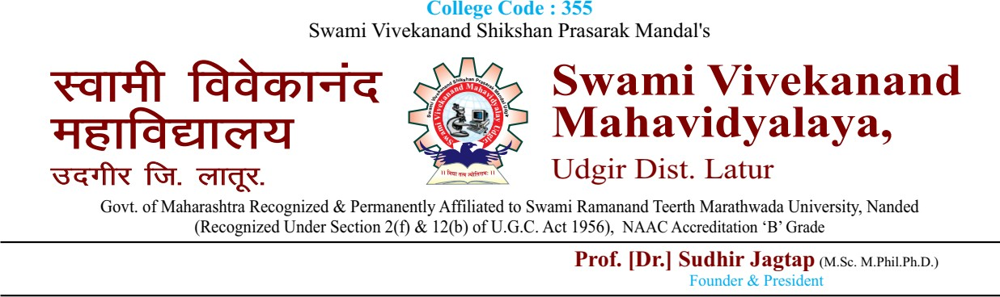 College Code : 355
Swami Vivekanand Shikshan Prasarak Mandal's
स्वामी विवेकानंद
महाविद्यालय
उदगीर जि. लातूर.
Swami Vivekanand Shikshan Prasarak Mandal Udgir
Swami Vivekanand Mahavidyalay Udgir
।। विद्या तत्व ज्योतिसमः ।।
Swami Vivekanand
Mahavidyalaya,
Udgir Dist. Latur
Govt. of Maharashtra Recognized & Permanently Affiliated to Swami Ramanand Teerth Marathwada University, Nanded
(Recognized Under Section 2(f) & 12(b) of U.G.C. Act 1956), NAAC Accreditation ‘B’ Grade
Prof. [Dr.] Sudhir Jagtap (M.Sc. M.Phil.Ph.D.)
Founder & President